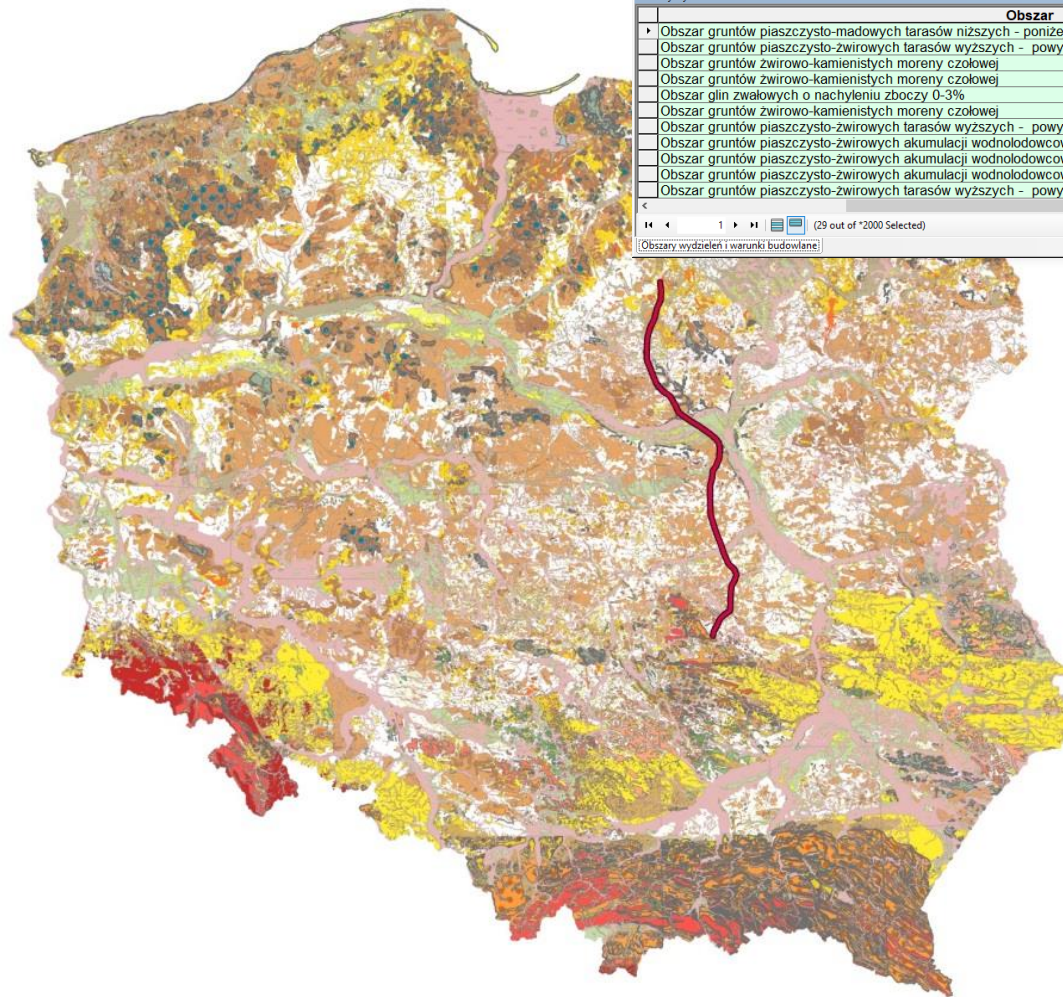 Obszar
Obszar gruntów piaszczysto-madowych tarasów niższych - poniże
Obszar gruntów piaszczysto-żwirowych tarasów wyższych - powy
Obszar gruntów żwirowo-kamienistych moreny czołowej
Obszar gruntów żwirowo-kamienistych moreny czołowej
Obszar glin zwałowych o nachyleniu zboczy 0-3%
Obszar gruntów żwirowo-kamienistych moreny czołowej
Obszar gruntów piaszczysto-żwirowych tarasów wyższych - powy
Obszar gruntów piaszczysto-żwirowych akumulacji wodnolodowcow
Obszar gruntów piaszczysto-żwirowych akumulacji wodnolodowcow
Obszar gruntów piaszczysto-żwirowych akumulacji wodnolodowcow
Obszar gruntów piaszczysto-żwirowych tarasów wyższych - powy
1 (29 out of *2000 Selected)
Obszary wydzieleń i warunki budowlane